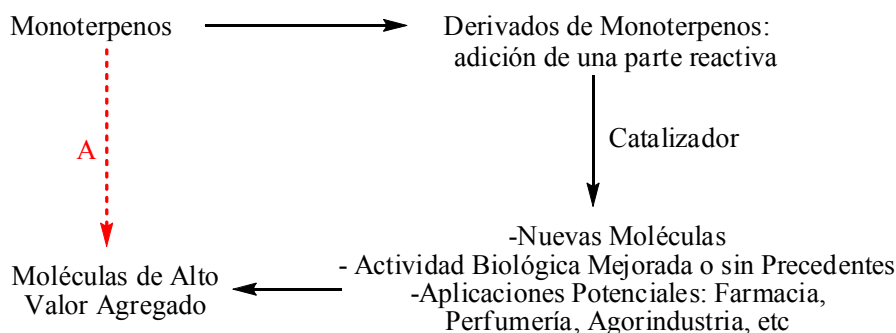 Monoterpenos
Derivados de Monoterpenos:
adición de una parte reactiva
A
Catalizador
-Nuevas Moléculas
- Actividad Biológica Mejorada o sin Precedentes
-Aplicaciones Potenciales: Farmacia,
Perfumería, Agorindustria, etc
Moléculas de Alto
Valor Agregado